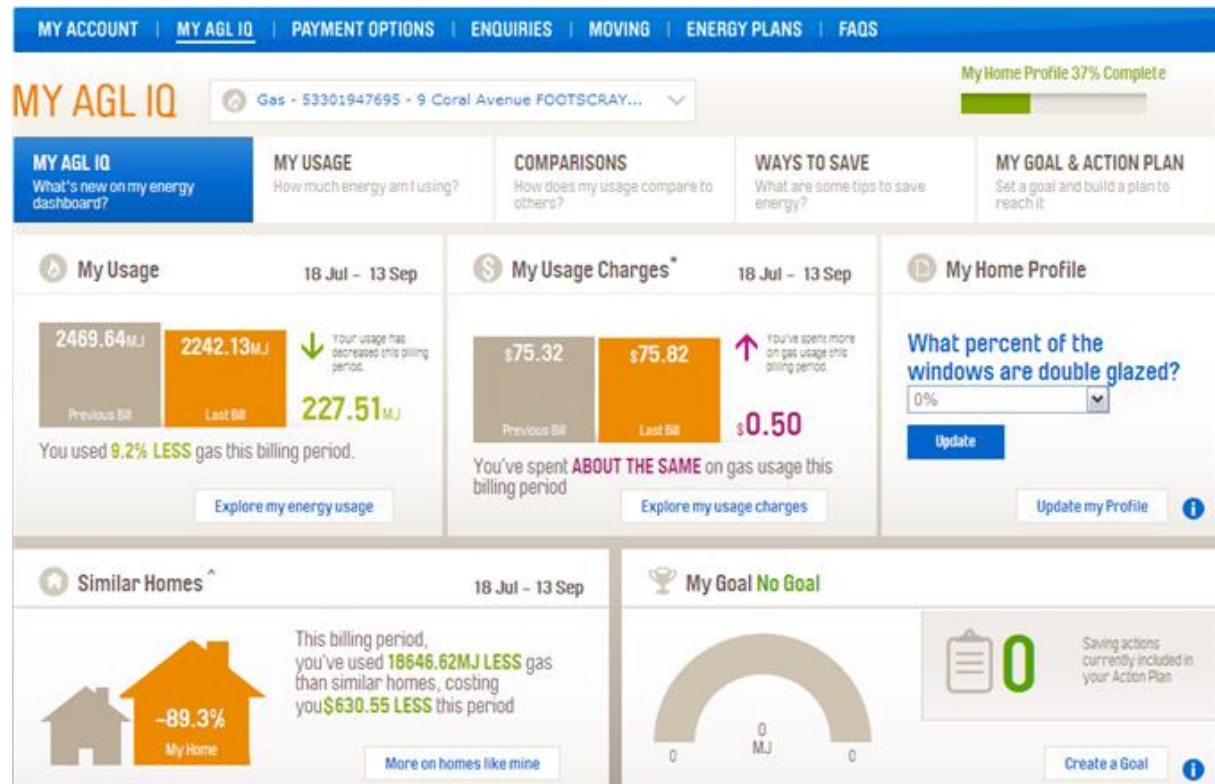 MY ACCOUNT | MY AGL IQ | PAYMENT OPTIONS | ENQUIRIES | MOVING | ENERGY PLANS | FAQS
My Home Profile 37% Complete
MY AGL IQ
Gas - 53301947695 - 9 Coral Avenue FOOTSCRAY...
MY AGL IQ
What's new on my energy
dashboard?
MY USAGE
How much energy am I using?
COMPARISONS
How does my usage compare to
others?
WAYS TO SAVE
What are some tips to save
energy?
MY GOAL & ACTION PLAN
Set a goal and build a plan to
reach it
My Usage
18 Jul – 13 Sep
2469.64MJ
Previous Bill
2242.13MJ
Last Bill
Your usage has
decreased this billing
period.
227.51MJ
You used 9.2% LESS gas this billing period.
Explore my energy usage
My Usage Charges*
18 Jul – 13 Sep
$75.32
Previous Bill
$75.82
Last Bill
You've spent more
on gas usage this
billing period.
$0.50
You've spent ABOUT THE SAME on gas usage this
billing period
Explore my usage charges
My Home Profile
What percent of the
windows are double glazed?
0%
Update
Update my Profile
i
Similar Homes^
18 Jul – 13 Sep
-89.3%
My Home
This billing period,
you've used 18646.62MJ LESS gas
than similar homes, costing
you$630.55 LESS this period
More on homes like mine
My Goal No Goal
0
MJ
0
0
0
Saving actions
currently included in
your Action Plan
Create a Goal
i